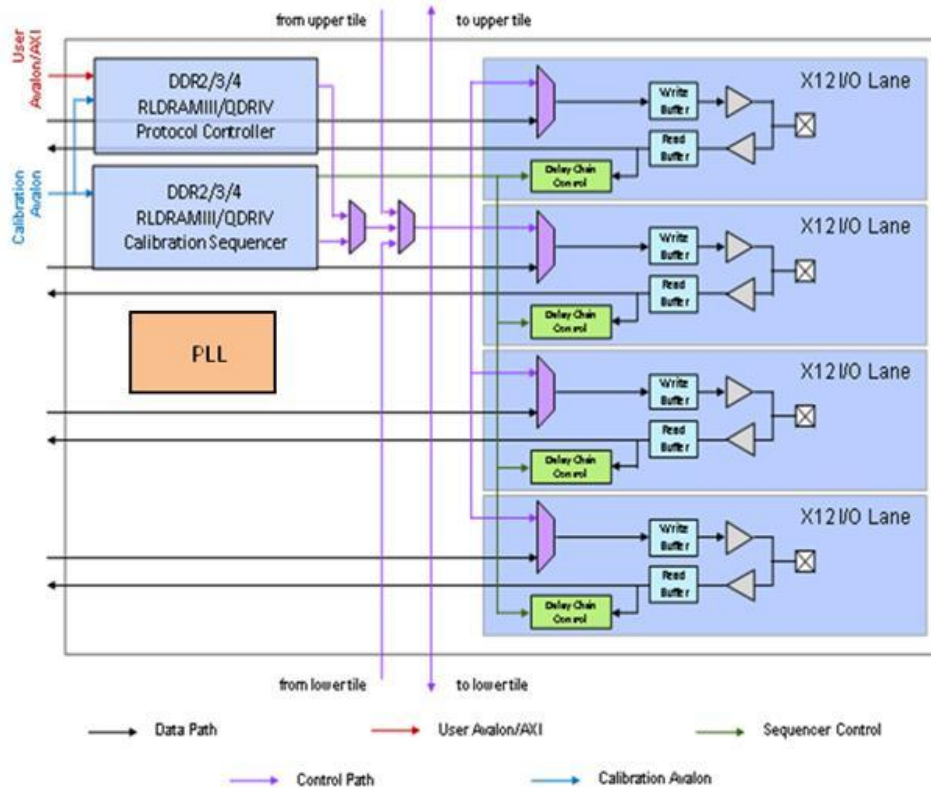 from upper tile
to upper tile
User
Avalon/AXI
Calibration
Avalon
DDR2/3/4
RLDRAMIII/QDRIV
Protocol Controller
DDR2/3/4
RLDRAMIII/QDRIV
Calibration Sequencer
PLL
X12 I/O Lane
Write
Buffer
Read
Buffer
Delay Chain
Control
X12 I/O Lane
Write
Buffer
Read
Buffer
Delay Chain
Control
X12 I/O Lane
Write
Buffer
Read
Buffer
Delay Chain
Control
X12 I/O Lane
Write
Buffer
Read
Buffer
Delay Chain
Control
from lower tile
to lower tile
Data Path
User Avalon/AXI
Sequencer Control
Control Path
Calibration Avalon